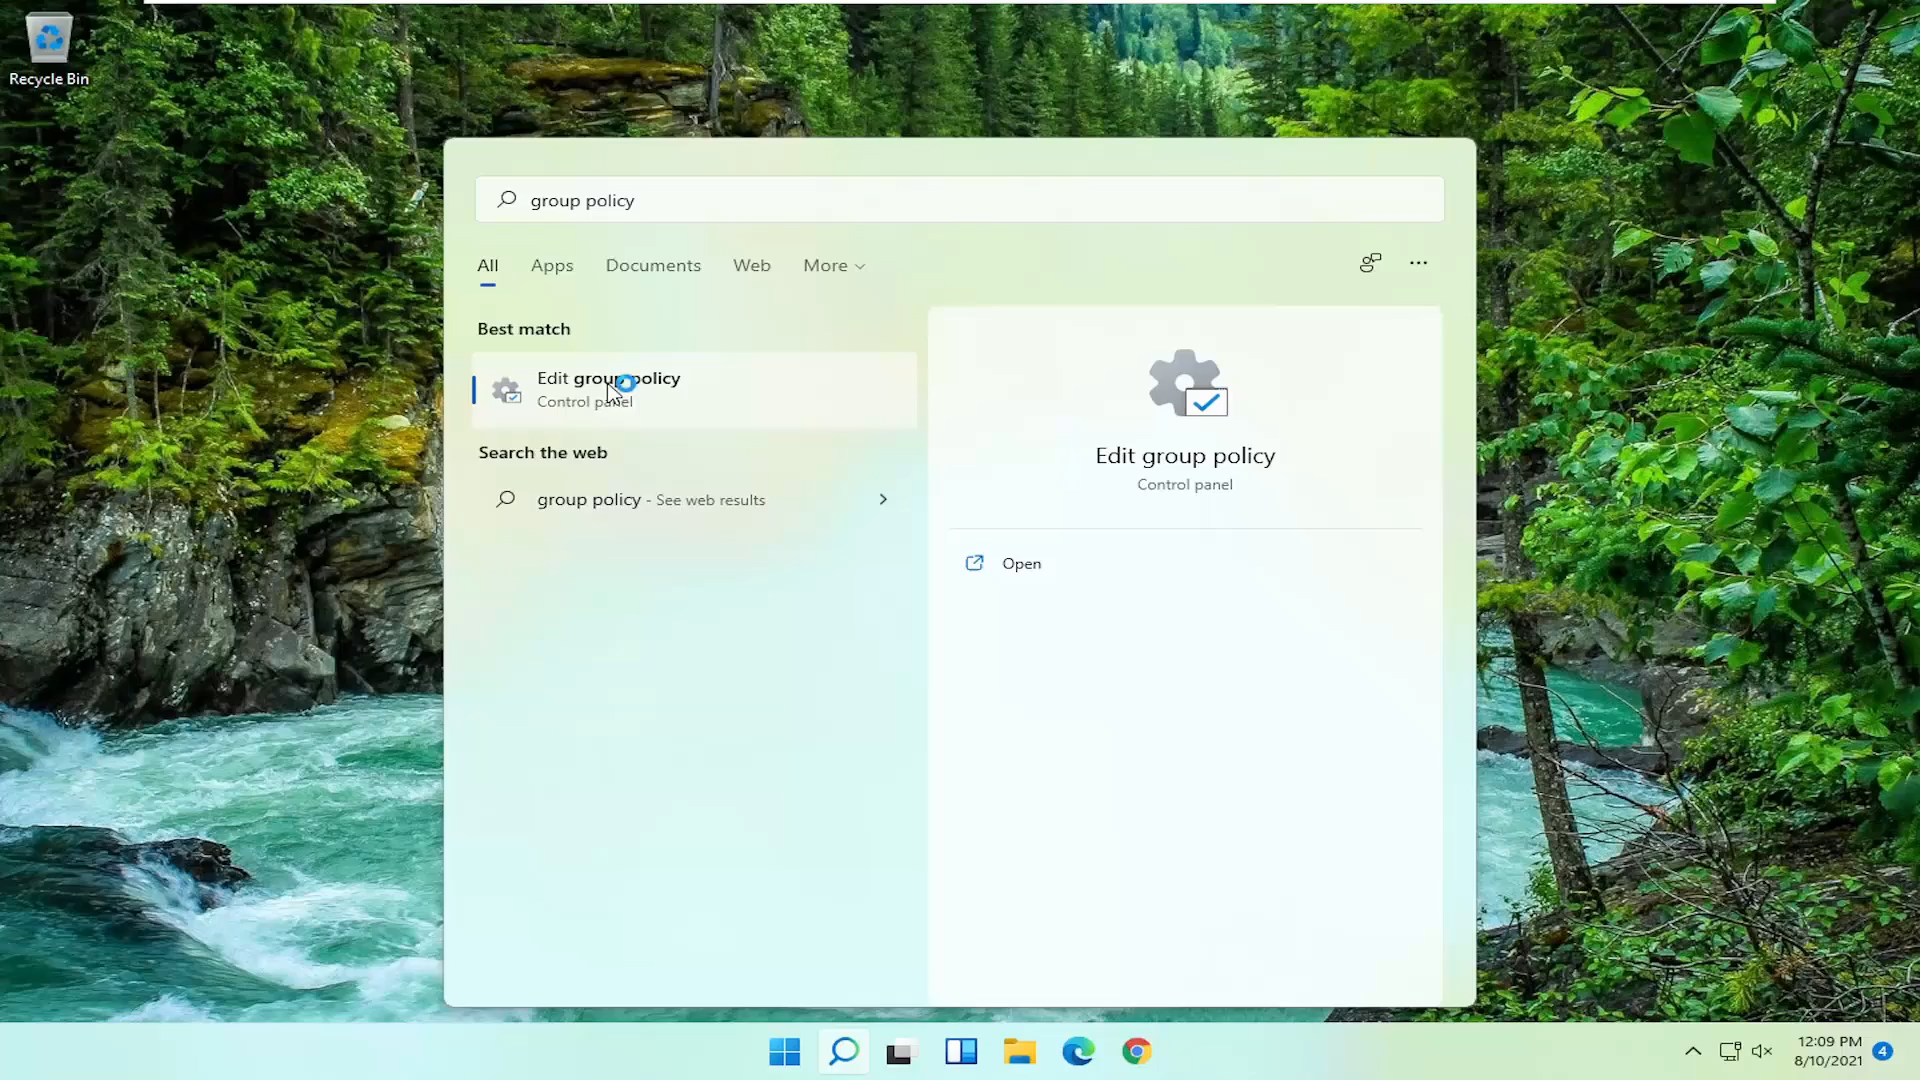 Recycle Bin
group policy
All Apps Documents Web More
Best match
Edit group policy
Control panel
Search the web
group policy - See web results
Edit group policy
Control panel
Open
12:09 PM
8/10/2021
4